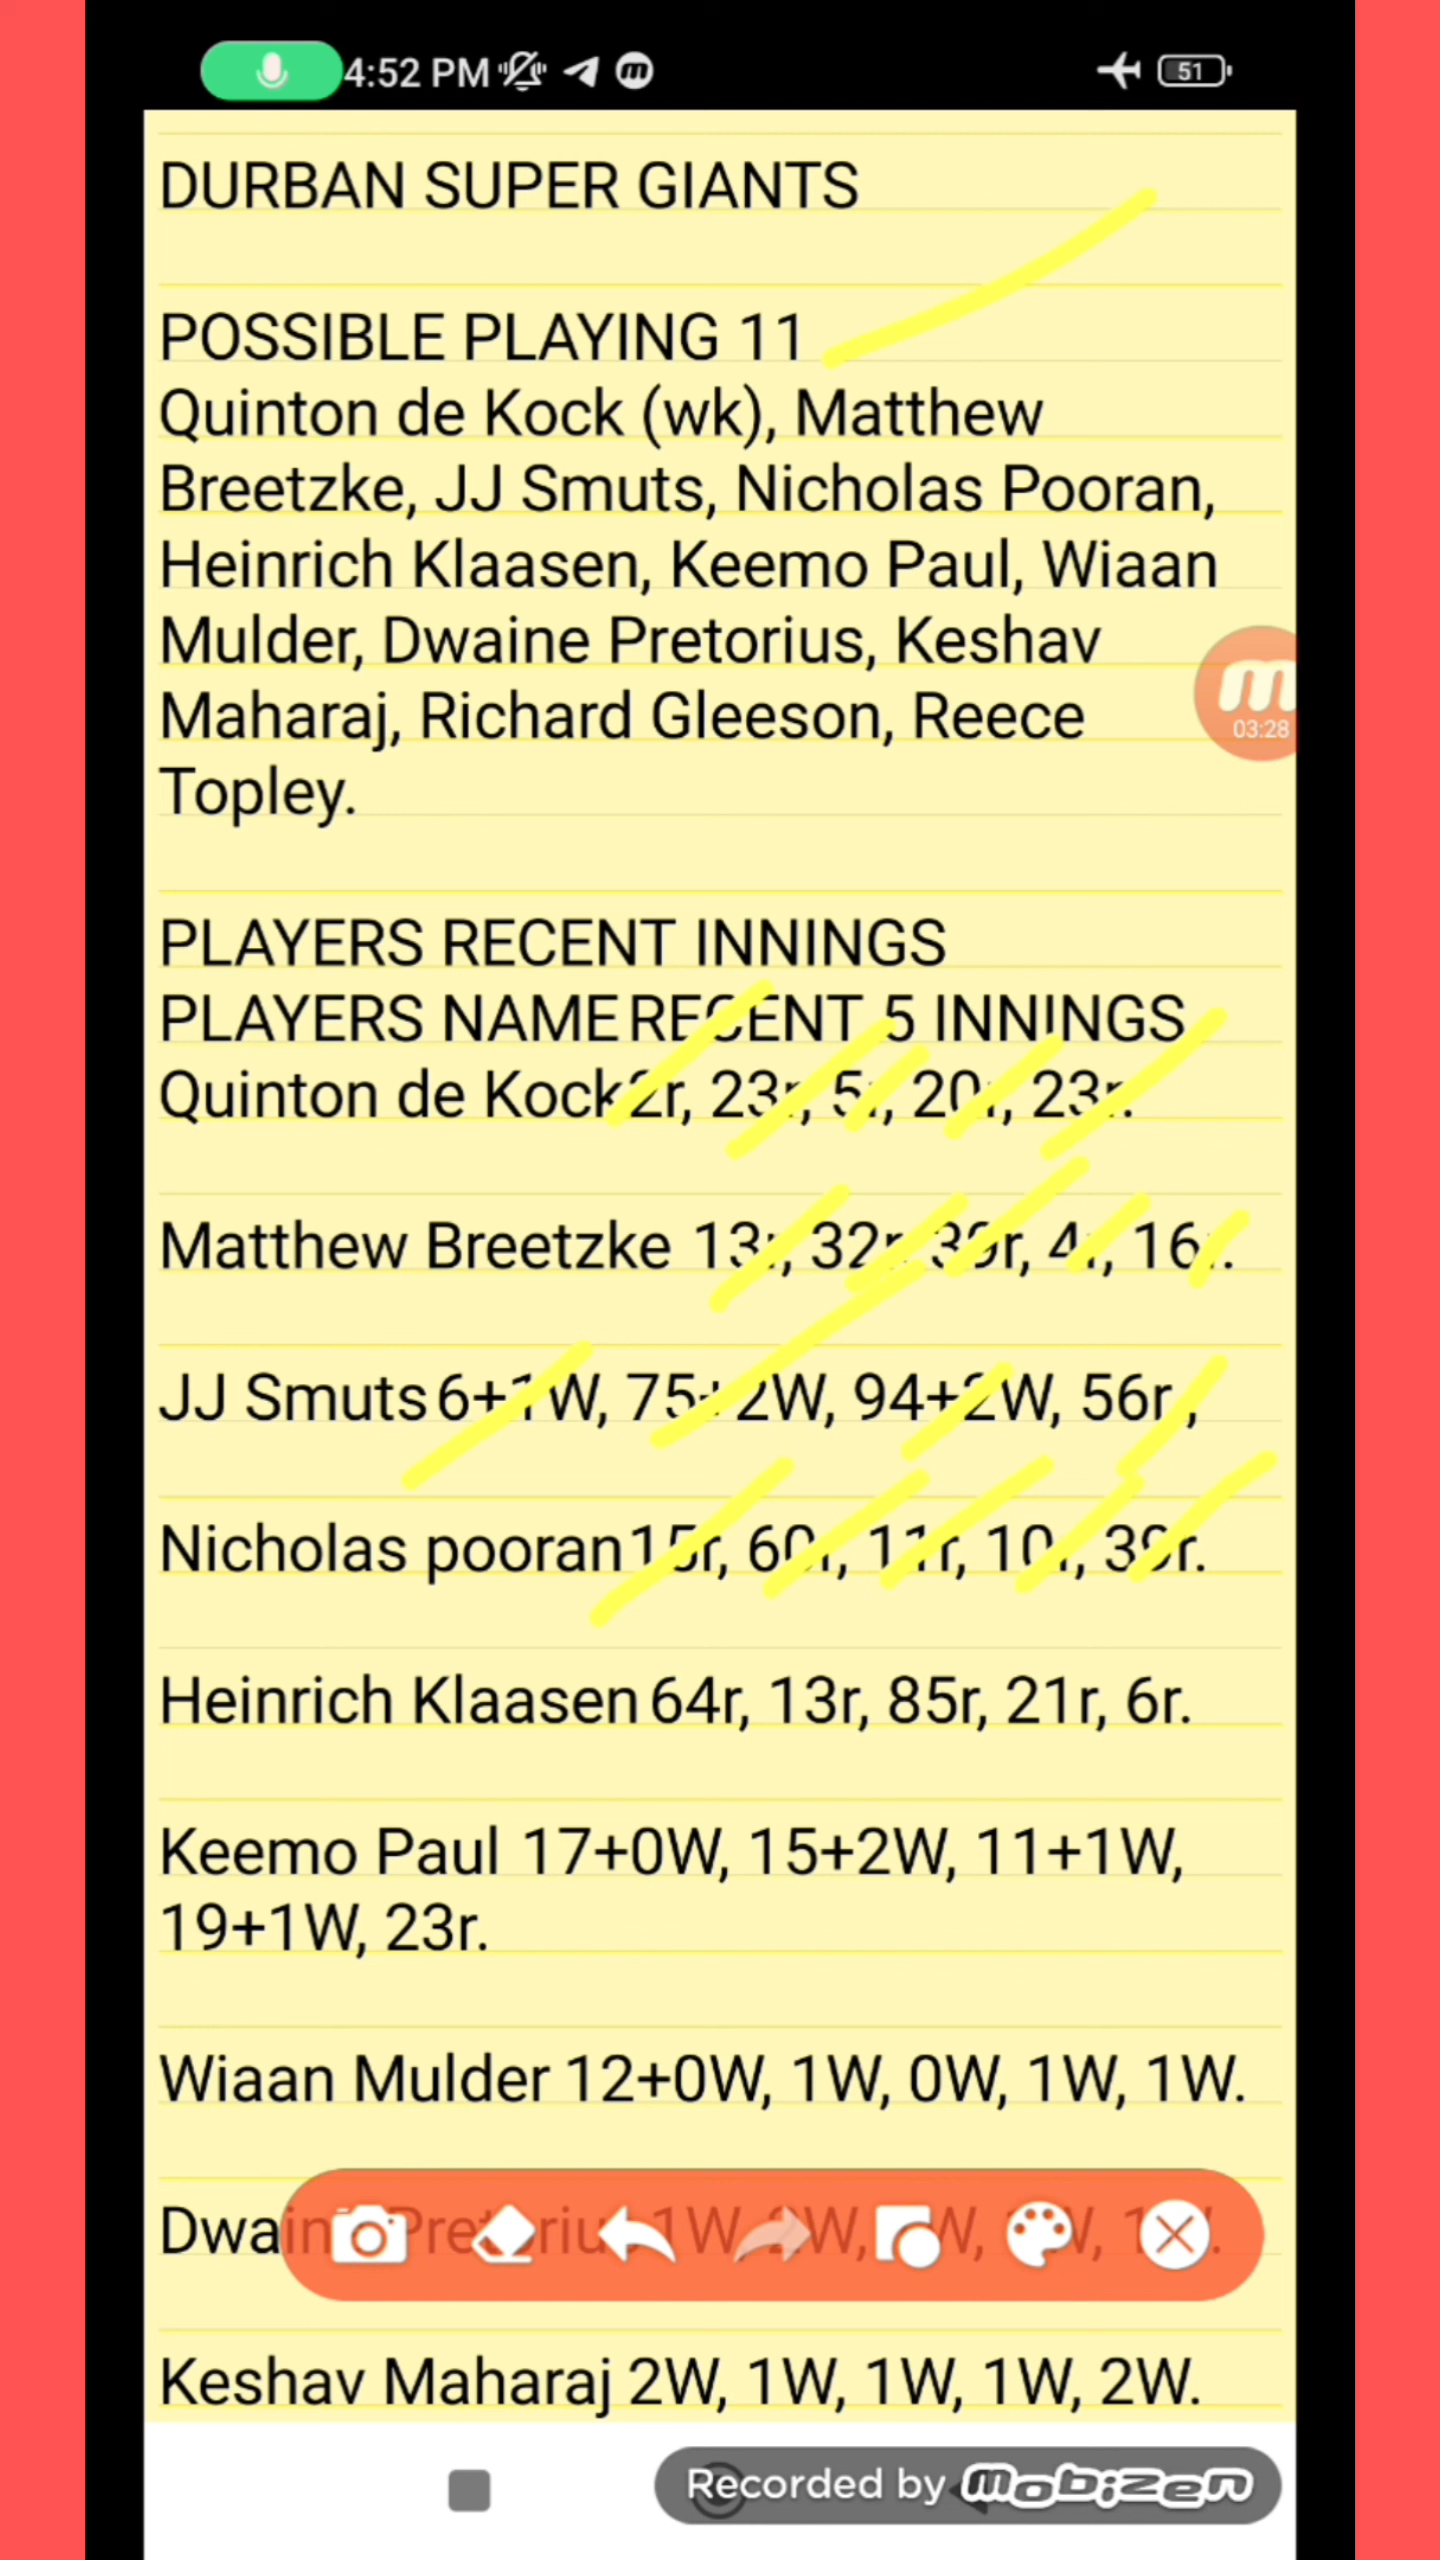 4:52 PM
51
DURBAN SUPER GIANTS
POSSIBLE PLAYING 11
Quinton de Kock (wk), Matthew
Breetzke, JJ Smuts, Nicholas Pooran,
Heinrich Klaasen, Keemo Paul, Wiaan
Mulder, Dwaine Pretorius, Keshav
Maharaj, Richard Gleeson, Reece
Topley.
03:28
PLAYERS RECENT INNINGS
PLAYERS NAME RECENT 5 INNINGS
Quinton de Kock 2r, 23r, 5r, 20r, 23r.
Matthew Breetzke 13r, 32r, 39r, 4r, 16r.
JJ Smuts 6+1W, 75+2W, 94+2W, 56r,
Nicholas pooran 15r, 60r, 11r, 10r, 39r.
Heinrich Klaasen 64r, 13r, 85r, 21r, 6r.
Keemo Paul 17+0W, 15+2W, 11+1W,
19+1W, 23r.
Wiaan Mulder 12+0W, 1W, 0W, 1W, 1W.
Dwaine Pretorius 1W, 2W,
Keshav Maharaj 2W, 1W, 1W, 1W, 2W.
Recorded by mobizen